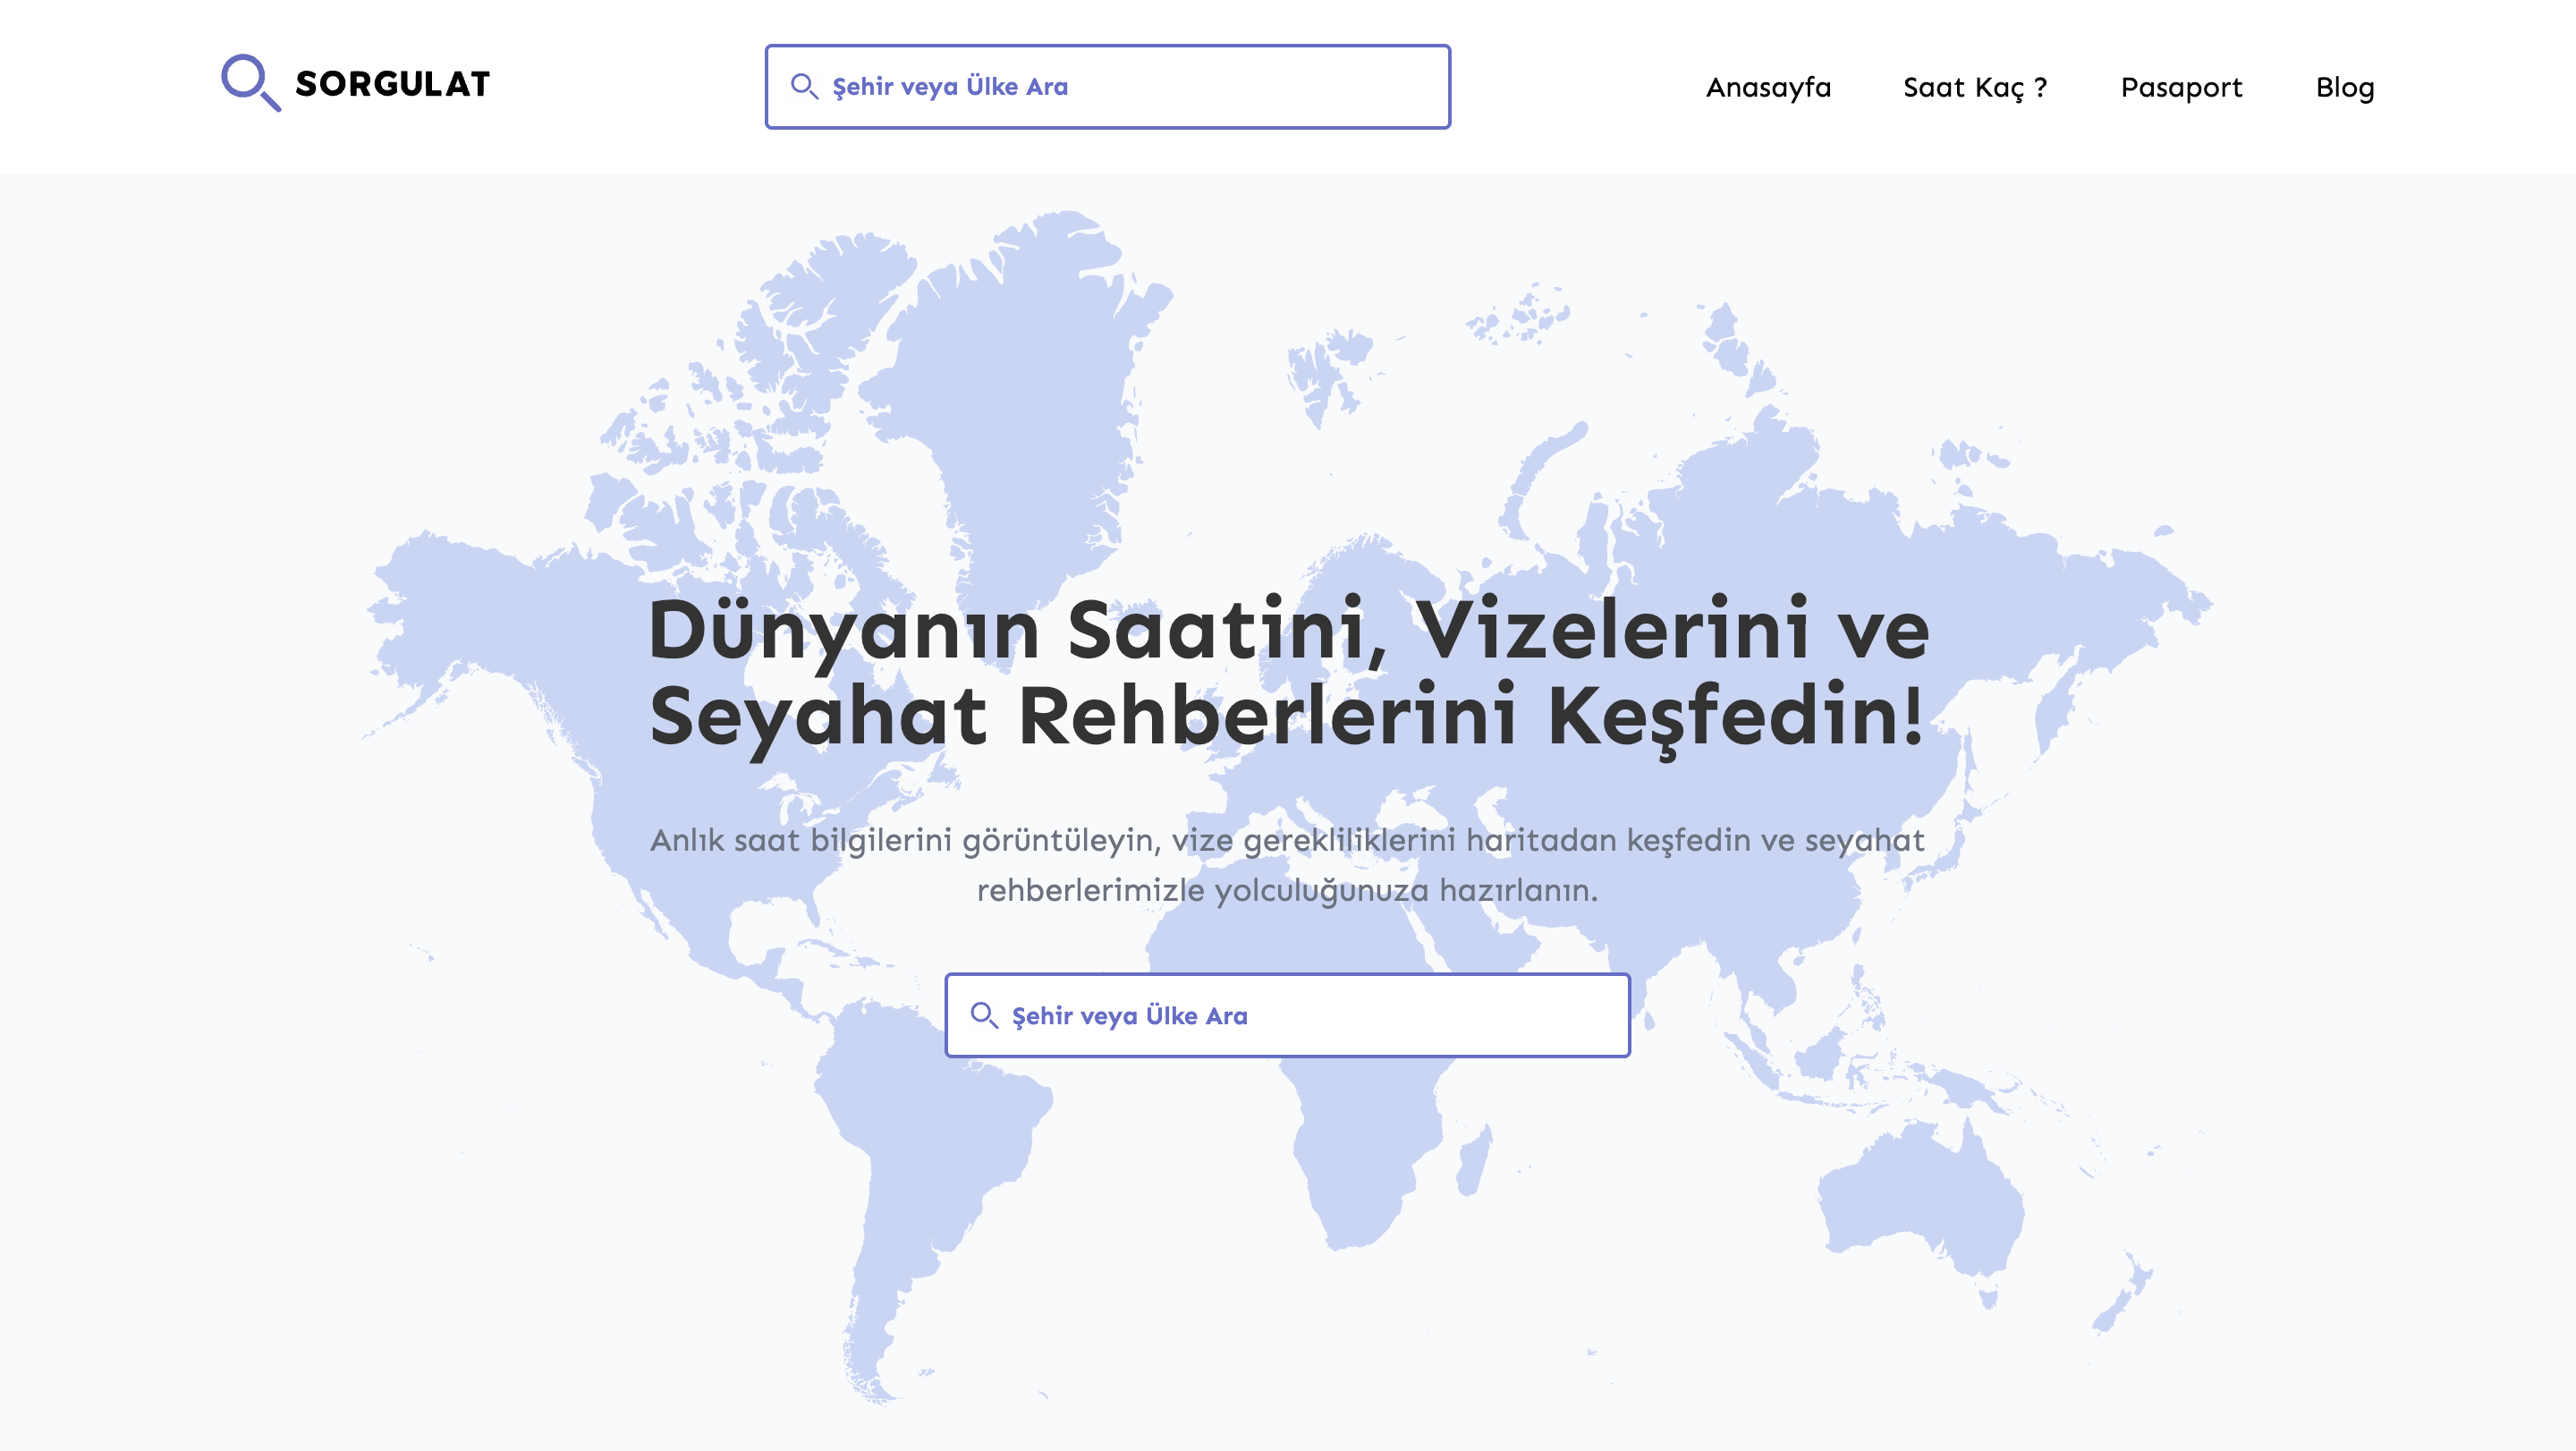 SORGULAT
Şehir veya Ülke Ara
Anasayfa
Saat Kaç ?
Pasaport
Blog
Dünyanın Saatini, Vizelerini ve
Seyahat Rehberlerini Keşfedin!
Anlık saat bilgilerini görüntüleyin, vize gerekliliklerini haritadan keşfedin ve seyahat
rehberlerimizle yolculuğunuza hazırlanın.
Şehir veya Ülke Ara